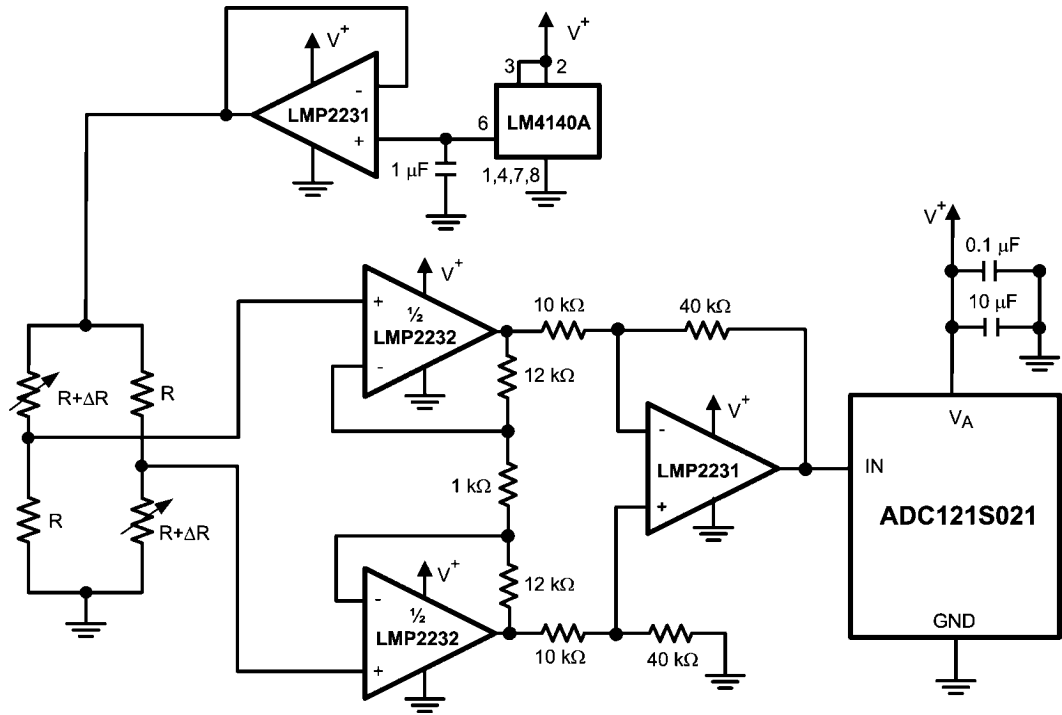 V+
3 2
-
LMP2231
6
LM4140A
+
1 µF
1,4,7,8
V+
V+
0.1 µF
10 µF
V+
+
½
LMP2232
-
10 kΩ
40 kΩ
12 kΩ
R+ΔR
R
V+
-
LMP2231
+
VA
IN
ADC121S021
GND
1 kΩ
R
R+ΔR
V+
-
½
LMP2232
+
12 kΩ
10 kΩ
40 kΩ